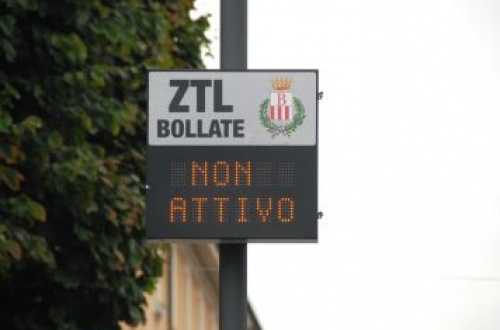 ZTL
BOLLATE
B
NON
ATTIVO